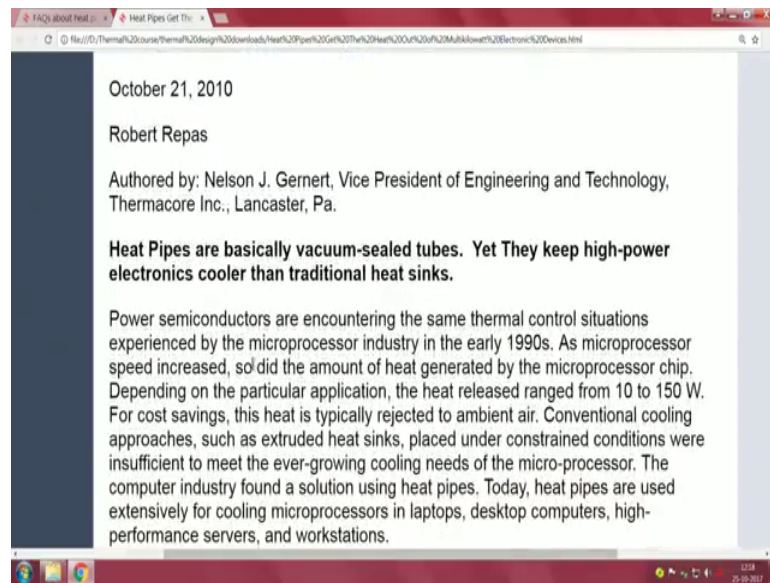 FAQs about heat p
Heat Pipes Get The
file:///D:/Thermal%20course/thermal%20design%20downloads/Heat%20Pipes%20Get%20The%20Heat%20Out%20of%20Multikilowatt%20Electronic%20Devices.html
October 21, 2010
Robert Repas
Authored by: Nelson J. Gernert, Vice President of Engineering and Technology,
Thermacore Inc., Lancaster, Pa.
Heat Pipes are basically vacuum-sealed tubes. Yet They keep high-power
electronics cooler than traditional heat sinks.
Power semiconductors are encountering the same thermal control situations
experienced by the microprocessor industry in the early 1990s. As microprocessor
speed increased, so did the amount of heat generated by the microprocessor chip.
Depending on the particular application, the heat released ranged from 10 to 150 W.
For cost savings, this heat is typically rejected to ambient air. Conventional cooling
approaches, such as extruded heat sinks, placed under constrained conditions were
insufficient to meet the ever-growing cooling needs of the micro-processor. The
computer industry found a solution using heat pipes. Today, heat pipes are used
extensively for cooling microprocessors in laptops, desktop computers, high-
performance servers, and workstations.
12:58
25-10-2017